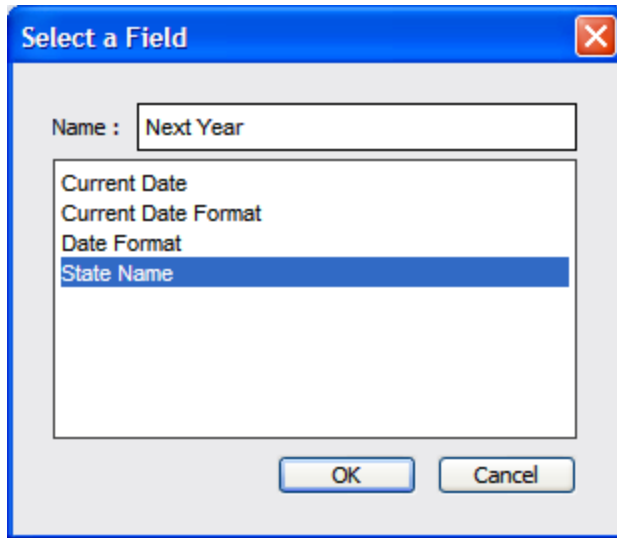 Select a Field
Name : Next Year
Current Date
Current Date Format
Date Format
State Name
OK Cancel